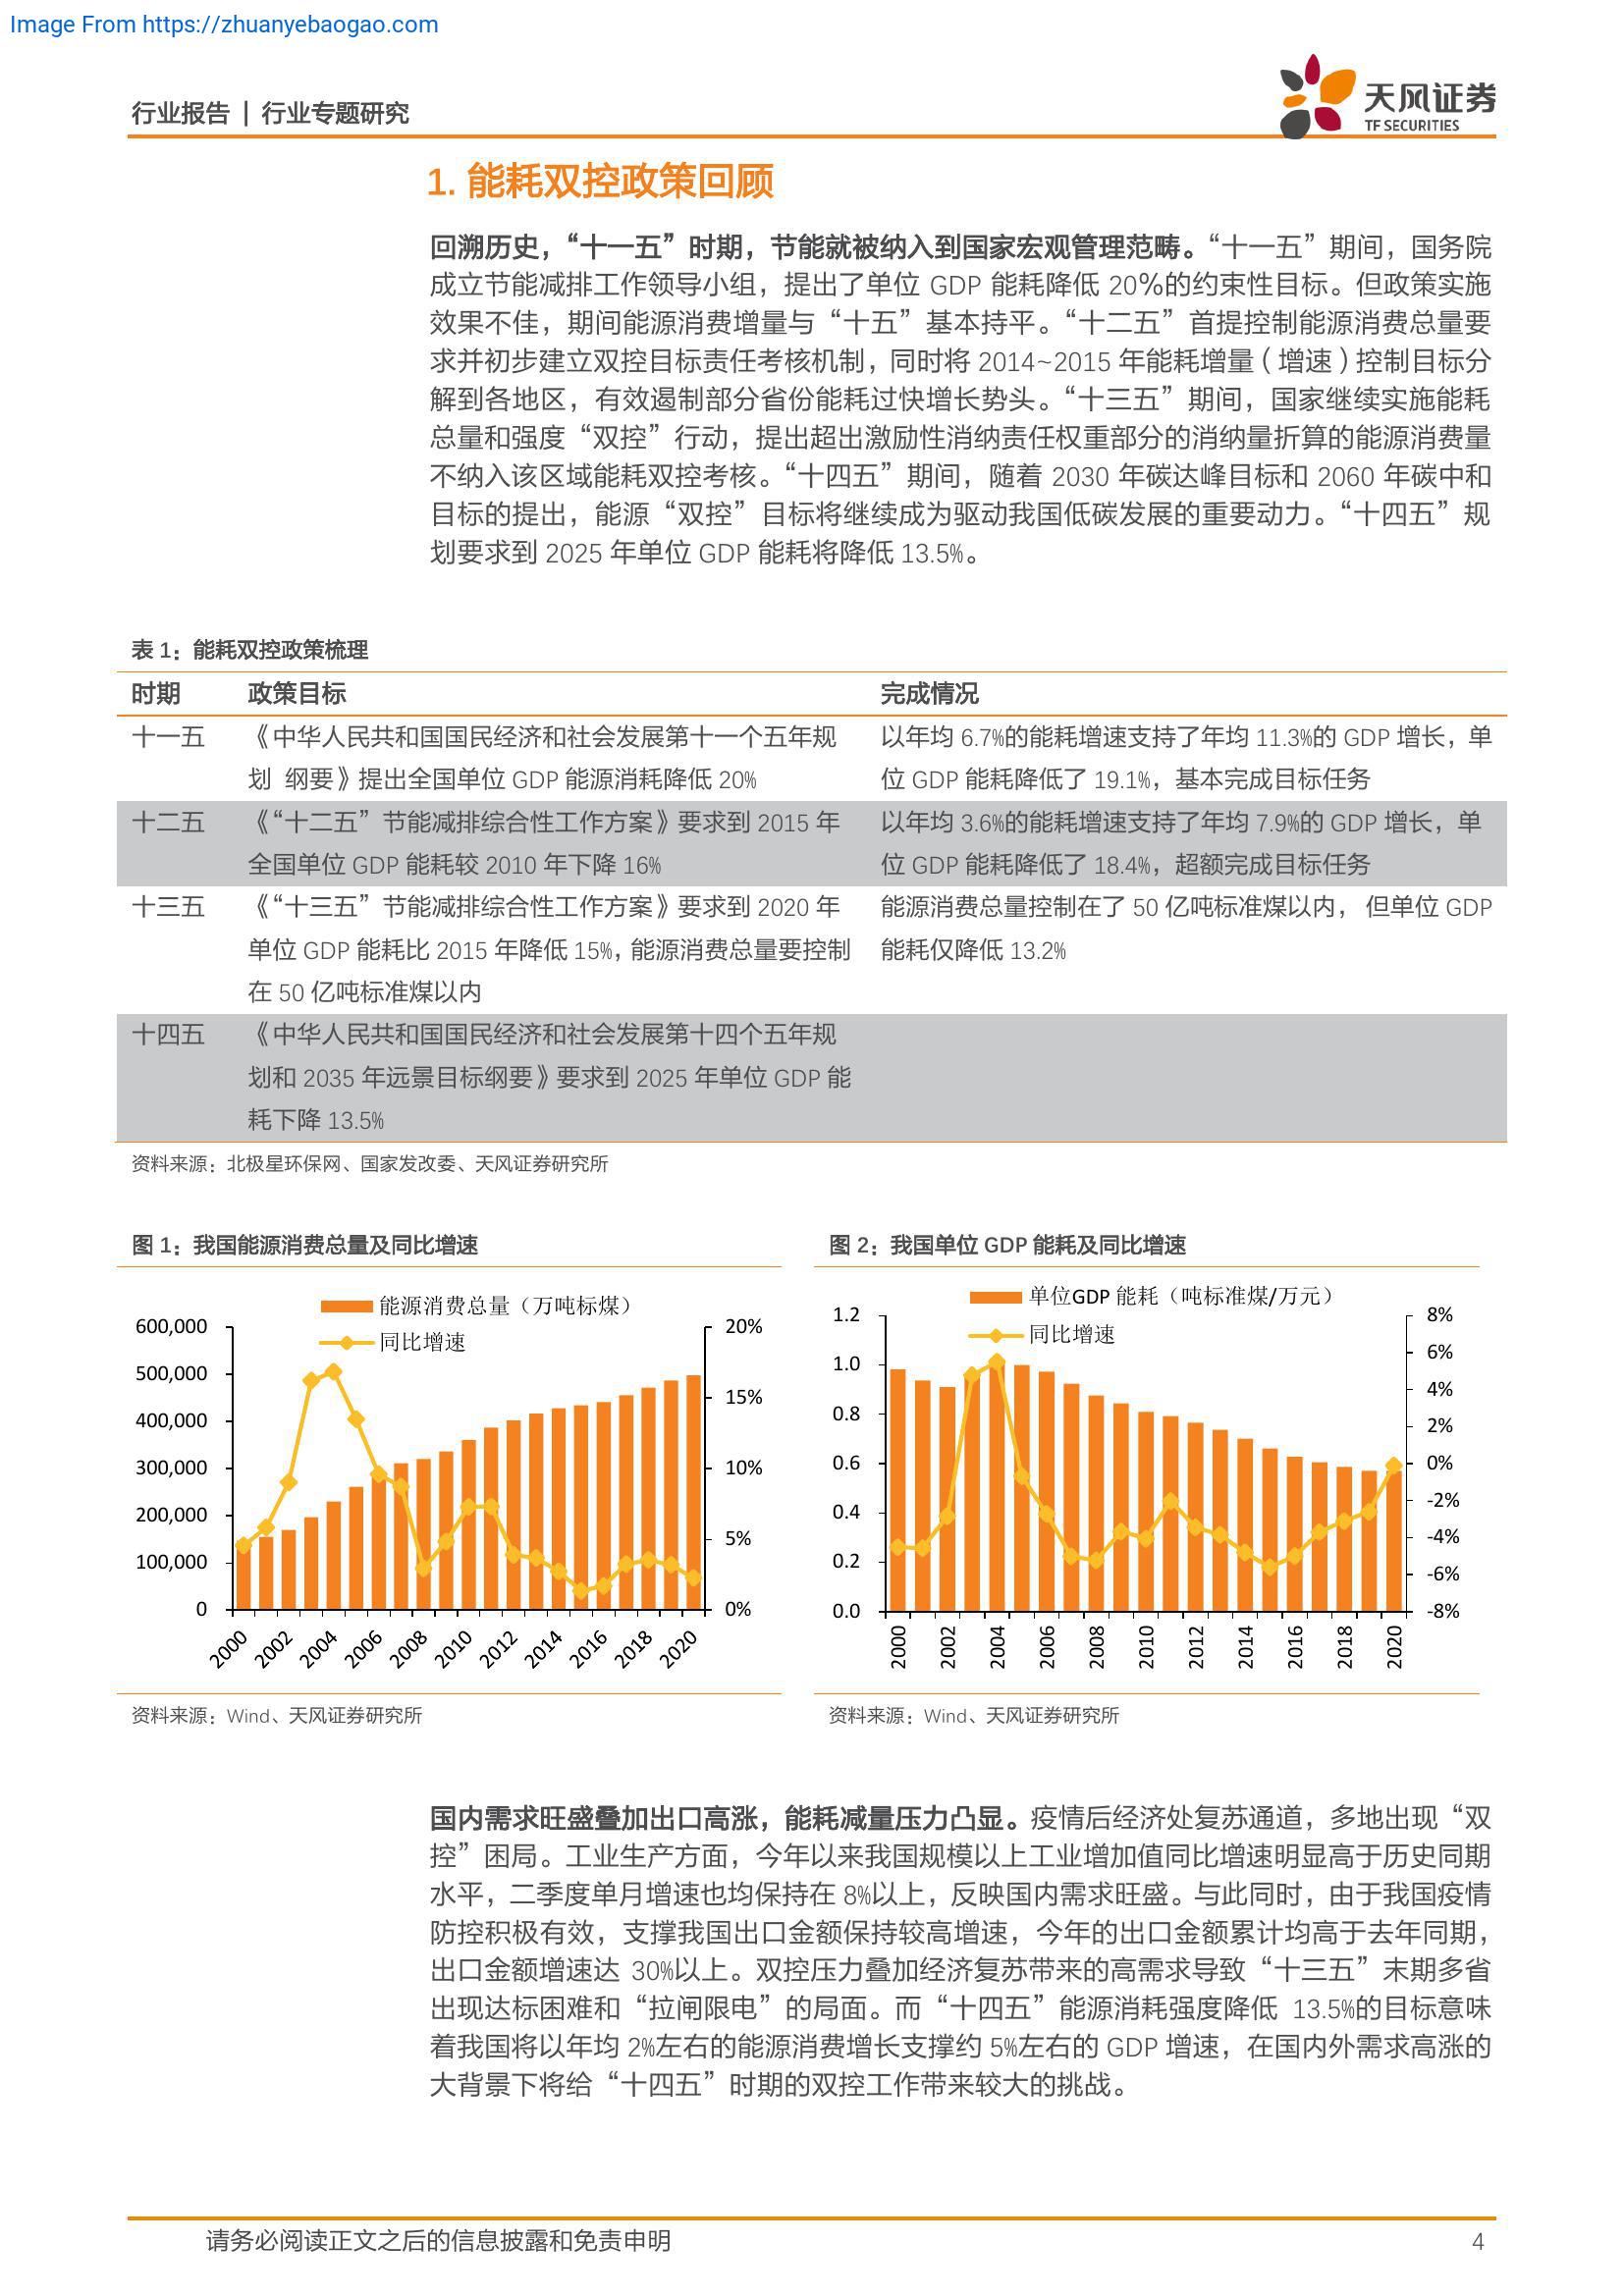 Image From https://zhuanyebaogao.com
行业报告 | 行业专题研究
天风证券
TF SECURITIES
1. 能耗双控政策回顾
回溯历史，“十一五”时期，节能就被纳入到国家宏观管理范畴。“十一五”期间，国务院
成立节能减排工作领导小组，提出了单位 GDP 能耗降低 20%的约束性目标。但政策实施
效果不佳，期间能源消费增量与“十五”基本持平。“十二五”首提控制能源消费总量要
求并初步建立双控目标责任考核机制，同时将 2014~2015 年能耗增量（增速）控制目标分
解到各地区，有效遏制部分省份能耗过快增长势头。“十三五”期间，国家继续实施能耗
总量和强度“双控”行动，提出超出激励性消纳责任权重部分的消纳量折算的能源消费量
不纳入该区域能耗双控考核。“十四五”期间，随着 2030 年碳达峰目标和 2060 年碳中和
目标的提出，能源“双控”目标将继续成为驱动我国低碳发展的重要动力。“十四五”规
划要求到 2025 年单位 GDP 能耗将降低 13.5%。
表 1：能耗双控政策梳理
时期 政策目标 完成情况
十一五 《中华人民共和国国民经济和社会发展第十一个五年规 以年均 6.7%的能耗增速支持了年均 11.3%的 GDP 增长，单
划 纲要》提出全国单位 GDP 能源消耗降低 20% 位 GDP 能耗降低了 19.1%，基本完成目标任务
十二五 《“十二五”节能减排综合性工作方案》要求到 2015 年 以年均 3.6%的能耗增速支持了年均 7.9%的 GDP 增长，单
全国单位 GDP 能耗较 2010 年下降 16% 位 GDP 能耗降低了 18.4%，超额完成目标任务
十三五 《“十三五”节能减排综合性工作方案》要求到 2020 年 能源消费总量控制在了 50 亿吨标准煤以内， 但单位 GDP
单位 GDP 能耗比 2015 年降低 15%，能源消费总量要控制 能耗仅降低 13.2%
在 50 亿吨标准煤以内
十四五 《中华人民共和国国民经济和社会发展第十四个五年规
划和 2035 年远景目标纲要》要求到 2025 年单位 GDP 能
耗下降 13.5%
资料来源：北极星环保网、国家发改委、天风证券研究所
图 1：我国能源消费总量及同比增速
能源消费总量（万吨标煤）
同比增速
600,000
500,000
400,000
300,000
200,000
100,000
0
20%
15%
10%
5%
0%
2000 2002 2004 2006 2008 2010 2012 2014 2016 2018 2020
资料来源：Wind、天风证券研究所
图 2：我国单位 GDP 能耗及同比增速
单位GDP 能耗（吨标准煤/万元）
同比增速
1.2
1.0
0.8
0.6
0.4
0.2
0.0
8%
6%
4%
2%
0%
-2%
-4%
-6%
-8%
2000 2002 2004 2006 2008 2010 2012 2014 2016 2018 2020
资料来源：Wind、天风证券研究所
国内需求旺盛叠加出口高涨，能耗减量压力凸显。疫情后经济处复苏通道，多地出现“双
控”困局。工业生产方面，今年以来我国规模以上工业增加值同比增速明显高于历史同期
水平，二季度单月增速也均保持在 8%以上，反映国内需求旺盛。与此同时，由于我国疫情
防控积极有效，支撑我国出口金额保持较高增速，今年的出口金额累计均高于去年同期，
出口金额增速达 30%以上。双控压力叠加经济复苏带来的高需求导致“十三五”末期多省
出现达标困难和“拉闸限电”的局面。而“十四五”能源消耗强度降低 13.5%的目标意味
着我国将以年均 2%左右的能源消费增长支撑约 5%左右的 GDP 增速，在国内外需求高涨的
大背景下将给“十四五”时期的双控工作带来较大的挑战。
请务必阅读正文之后的信息披露和免责申明
4